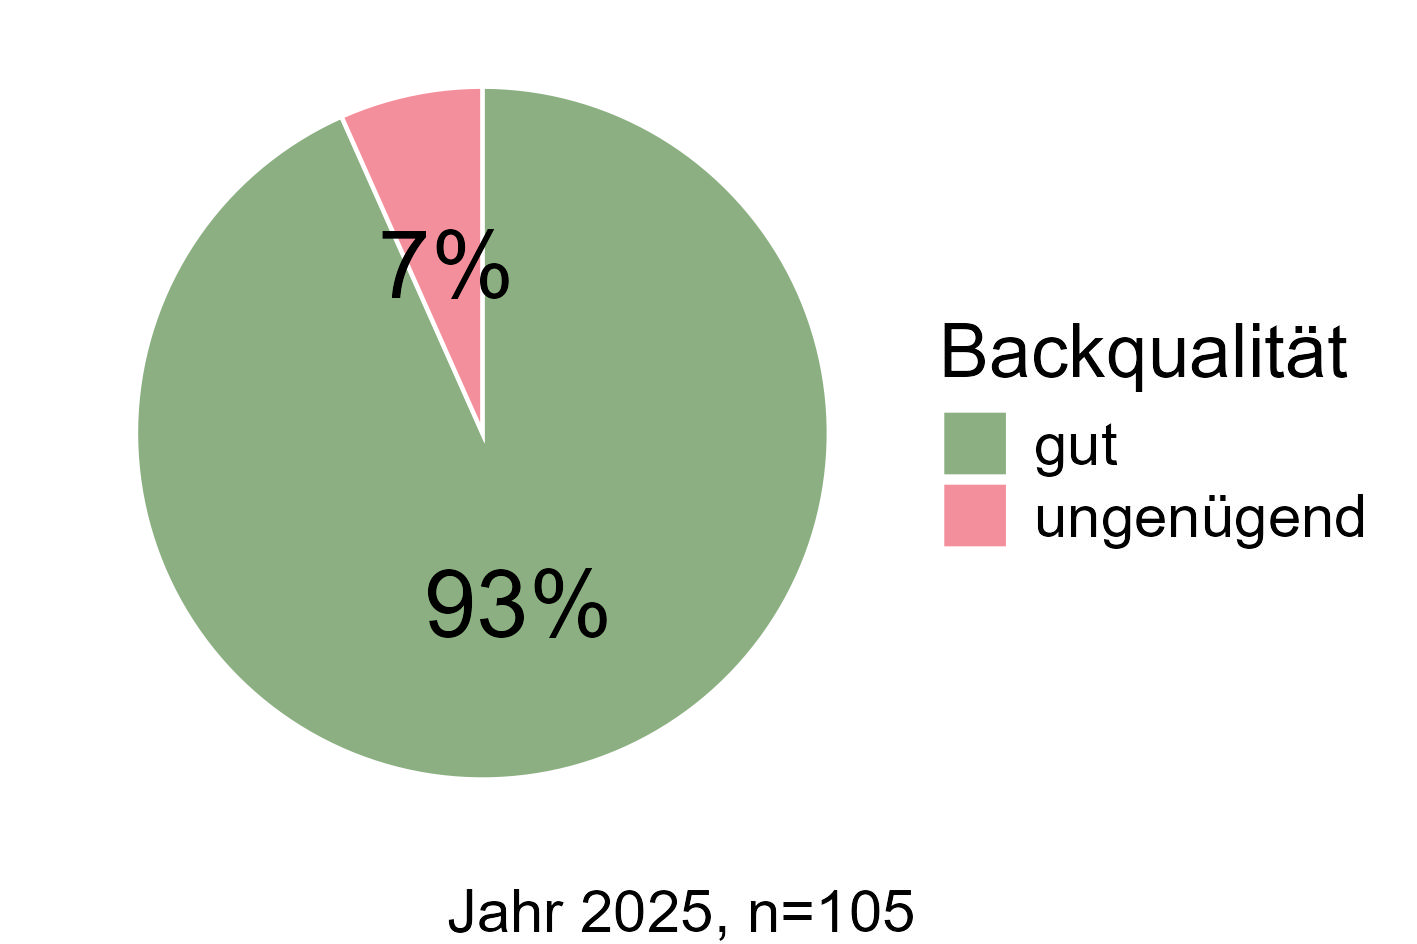 7%
93%
Backqualität
gut
ungenügend
Jahr 2025, n=105